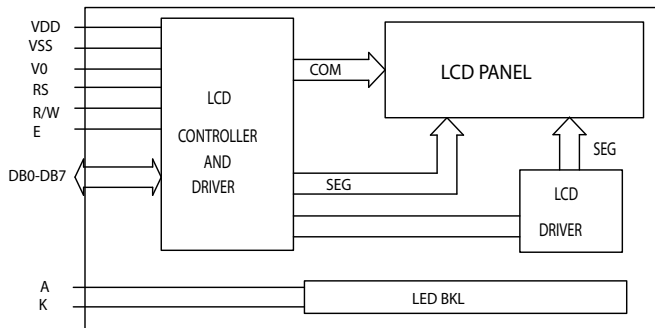 VDD
VSS
V0
RS
R/W
E
DB0-DB7
A
K
LCD
CONTROLLER
AND
DRIVER
COM
SEG
LCD PANEL
SEG
LCD
DRIVER
LED BKL